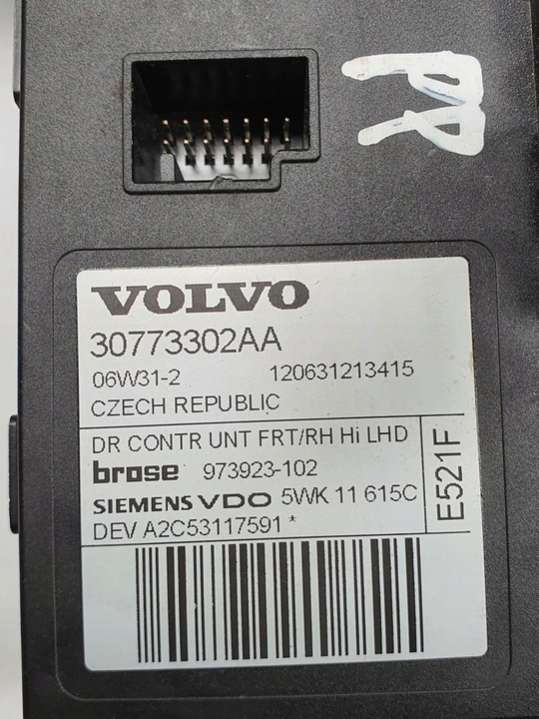 PP
VOLVO
30773302AA
06W31-2 120631213415
CZECH REPUBLIC
DR CONTR UNT FRT/RH Hi LHD
brose 973923-102
SIEMENS VDO 5WK 11 615C
DEV A2C53117591 *
E521F